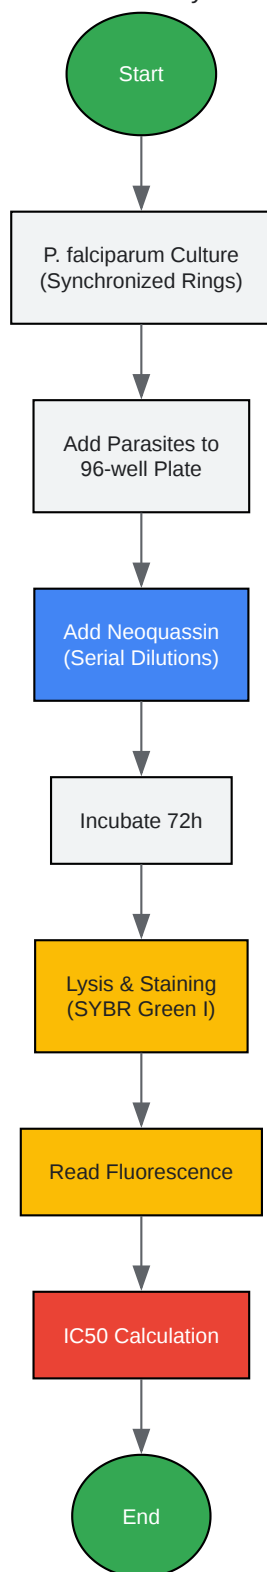 Start
P. falciparum Culture
(Synchronized Rings)
Add Parasites to
96-well Plate
Add Neoquassin
(Serial Dilutions)
Incubate 72h
Lysis & Staining
(SYBR Green I)
Read Fluorescence
IC50 Calculation
End